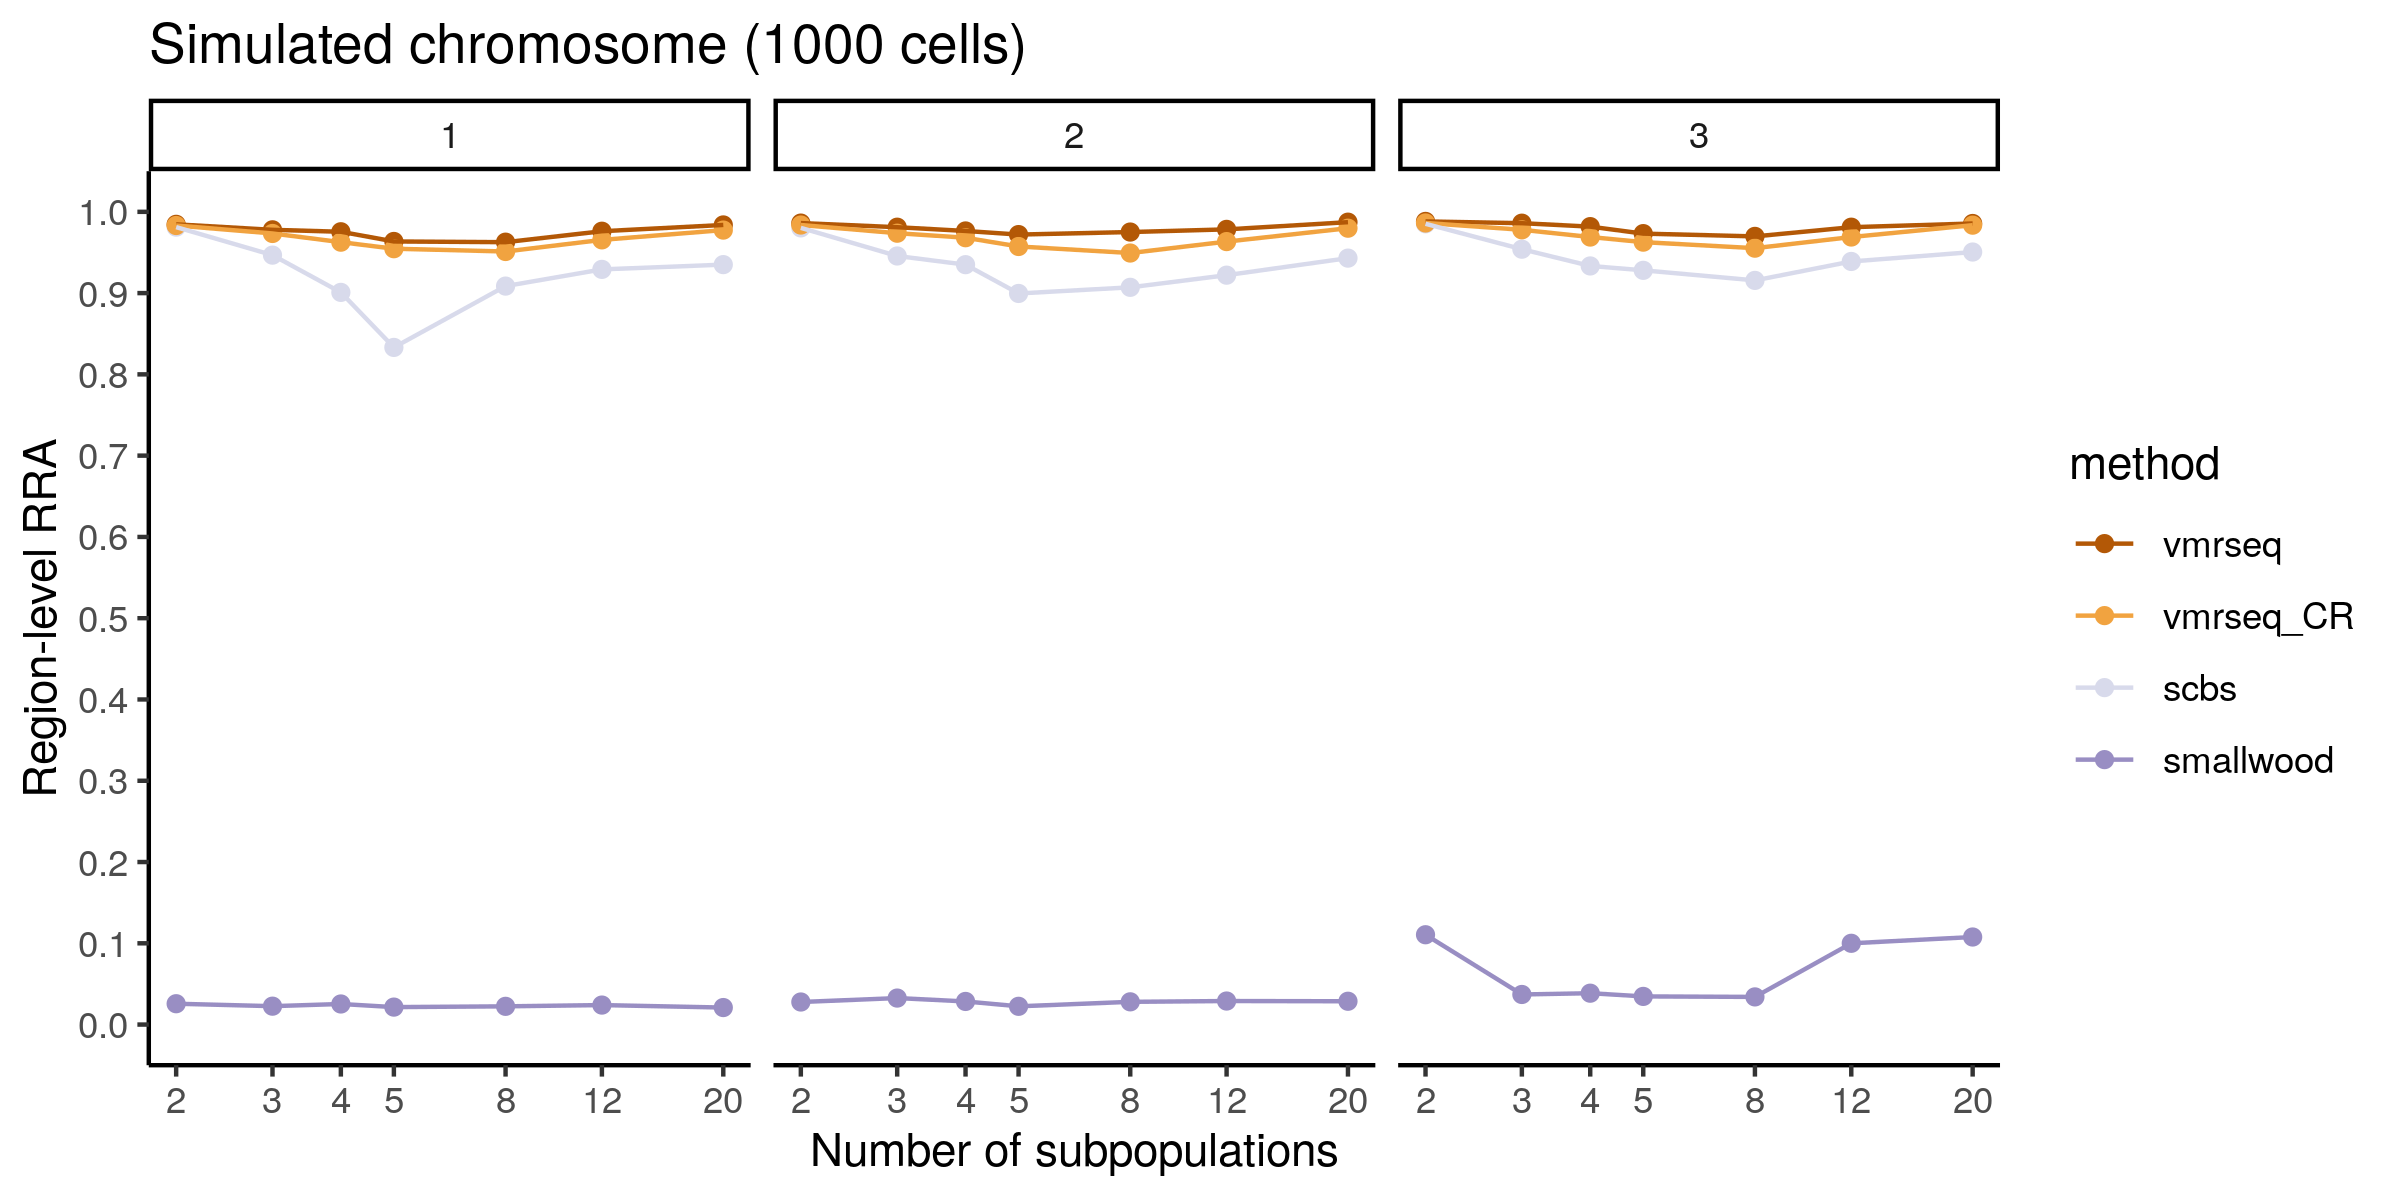 Simulated chromosome (1000 cells)
1 2 3
Region-level RRA
1.0
0.9
0.8
0.7
0.6
0.5
0.4
0.3
0.2
0.1
0.0
2 3 4 5 8 12 20 2 3 4 5 8 12 20 2 3 4 5 8 12 20
Number of subpopulations
method
vmrseq
vmrseq_CR
scbs
smallwood